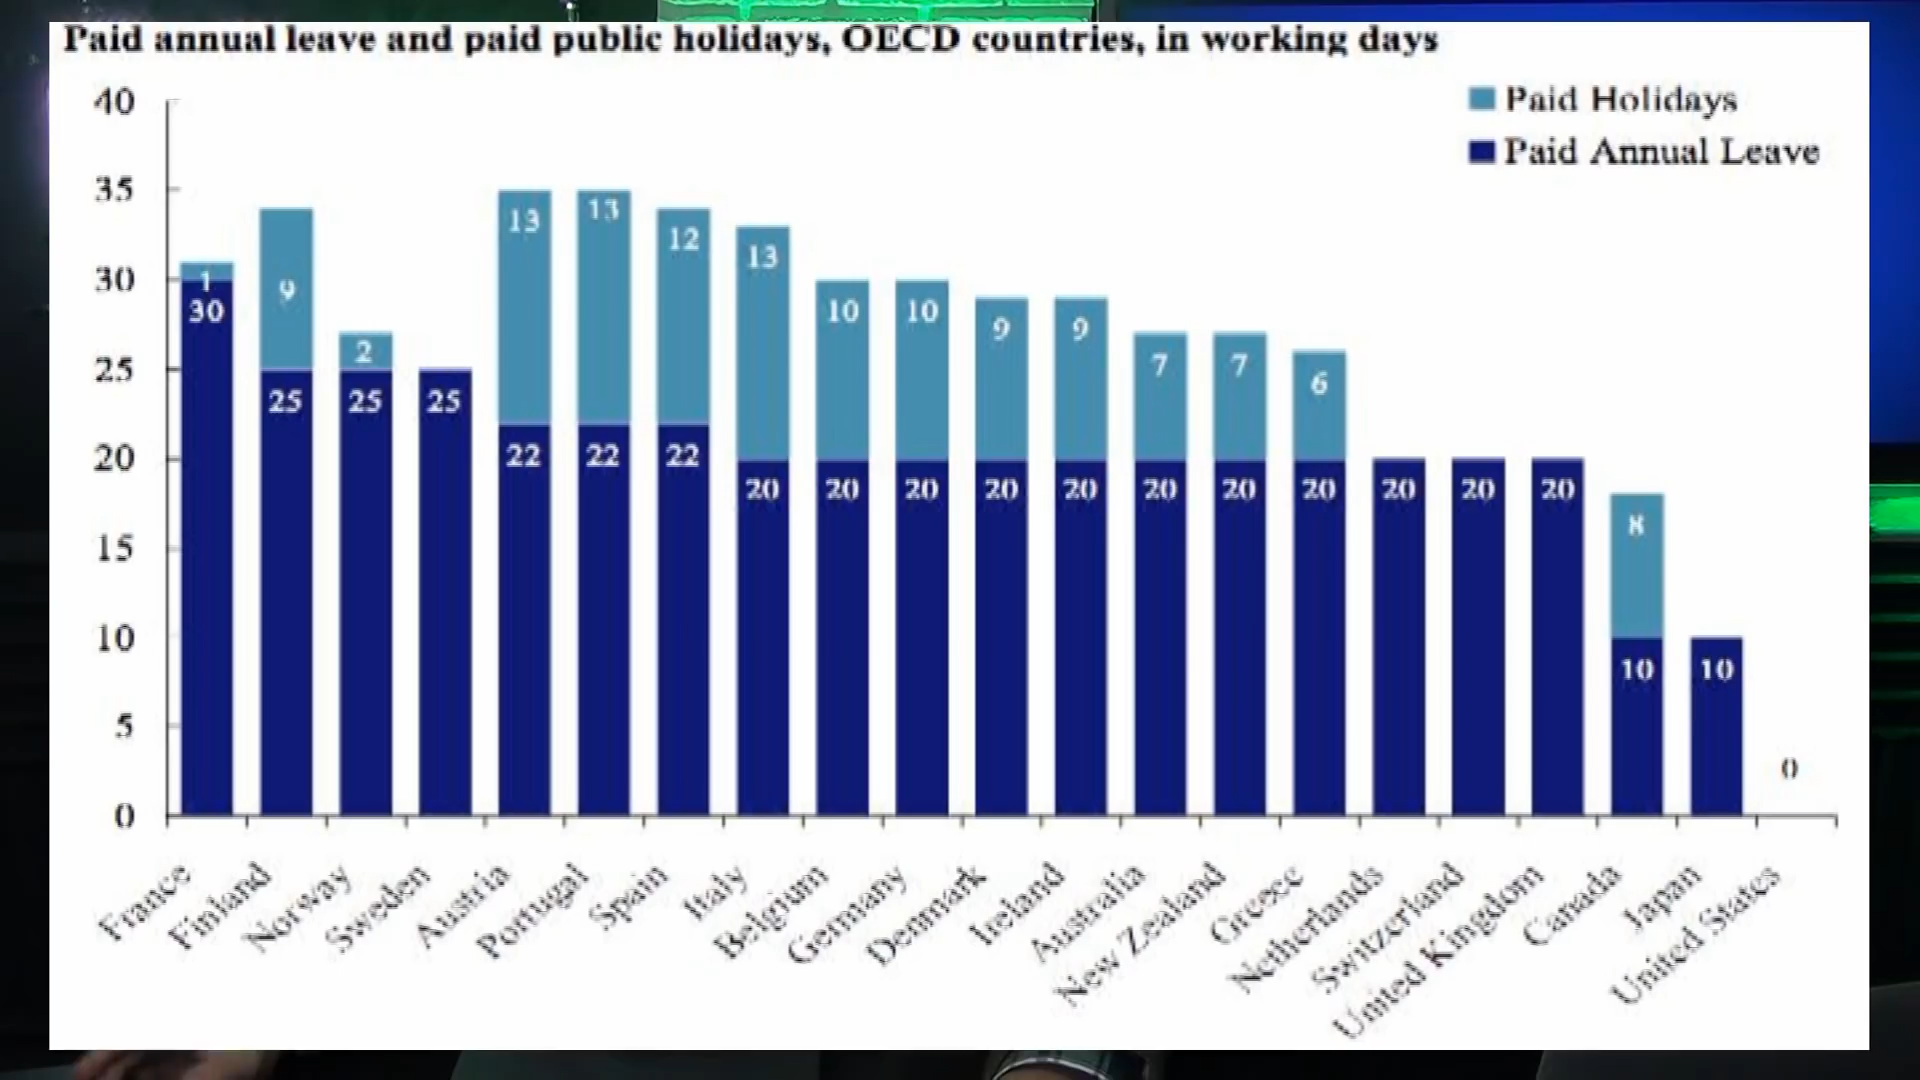 Paid annual leave and paid public holidays, OECD countries, in working days
Paid Holidays
Paid Annual Leave
40
35
30
25
20
15
10
5
0
1
30
9
25
2
25
25
13
22
13
22
12
22
13
20
10
20
10
20
9
20
9
20
7
20
7
20
6
20
20
20
20
8
10
10
0
France
Finland
Norway
Sweden
Austria
Portugal
Spain
Italy
Belgium
Germany
Denmark
Ireland
Australia
New Zealand
Greece
Netherlands
Switzerland
United Kingdom
Canada
Japan
United States